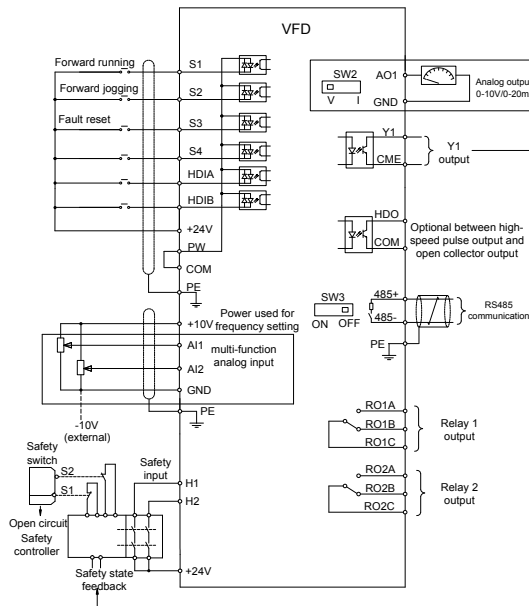 VFD
Forward running
S1
Forward jogging
S2
Fault reset
S3
S4
HDIA
HDIB
+24V
PW
COM
PE
Power used for
frequency setting
+10V
AI1
multi-function
analog input
AI2
GND
PE
-10V
(external)
Safety
switch
S2
S1
Open circuit
Safety
controller
Safety
input
H1
H2
+24V
Safety state
feedback
SW2
V I
AO1
GND
Analog output
0-10V/0-20m
Y1
CME
Y1
output
HDO
COM
Optional between high-
speed pulse output and
open collector output
SW3
ON OFF
485+
485-
PE
RS485
communication
RO1A
RO1B
RO1C
Relay 1
output
RO2A
RO2B
RO2C
Relay 2
output